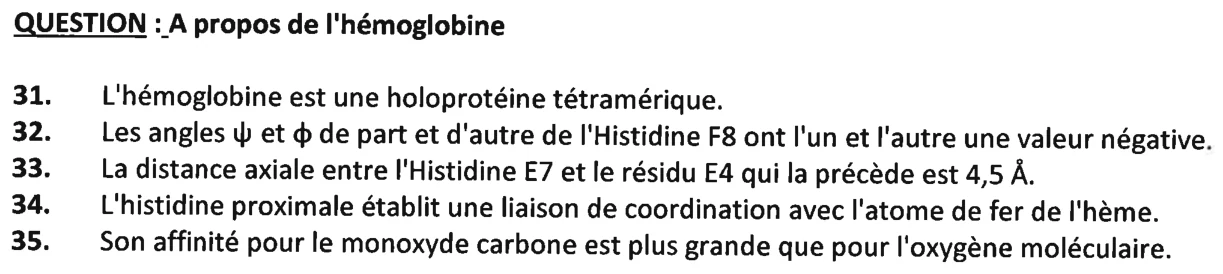 QUESTION : A propos de l'hémoglobine
31. L'hémoglobine est une holoprotéine tétramérique.
32. Les angles ψ et ϕ de part et d'autre de l'Histidine F8 ont l'un et l'autre une valeur négative.
33. La distance axiale entre l'Histidine E7 et le résidu E4 qui la précède est 4,5 Å.
34. L'histidine proximale établit une liaison de coordination avec l'atome de fer de l'hème.
35. Son affinité pour le monoxyde carbone est plus grande que pour l'oxygène moléculaire.